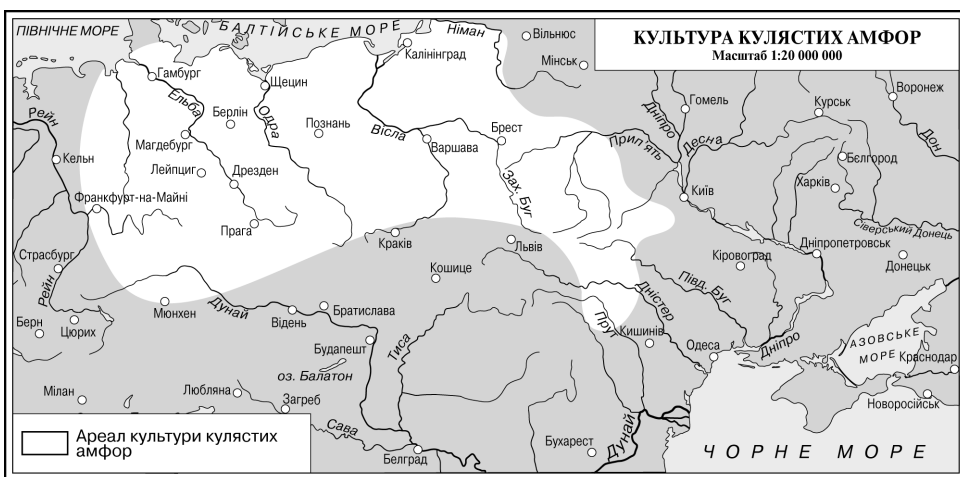 КУЛЬТУРА КУЛЯСТИХ АМФОР
Масштаб 1:20 000 000
ПІВНІЧНЕ МОРЕ
БАЛТІЙСЬКЕ МОРЕ
Німан
Вільнюс
Калінінград
Мінськ
Гамбург
Щецин
Ельба
Берлін
Одра
Познань
Вісла
Варшава
Брест
Дніпро
Гомель
Десна
Курськ
Воронеж
Дон
Рейн
Кельн
Магдебург
Лейпциг
Дрезден
Прип'ять
Бєлгород
Харків
Франкфурт-на-Майні
Прага
Зах. Буг
Київ
Сіверський Донець
Страсбург
Краків
Львів
Кошице
Кіровоград
Дніпропетровськ
Донецьк
Рейн
Мюнхен
Дунай
Відень
Братислава
Дністер
Півд. Буг
Берн
Цюрих
Будапешт
Тиса
Прут
Кишинів
Одеса
Дніпро
АЗОВСЬКЕ
МОРЕ
Краснодар
оз. Балатон
Мілан
Любляна
Загреб
Новоросійськ
Сава
Белград
Бухарест
Дунай
ЧОРНЕ МОРЕ
Ареал культури кулястих
амфор